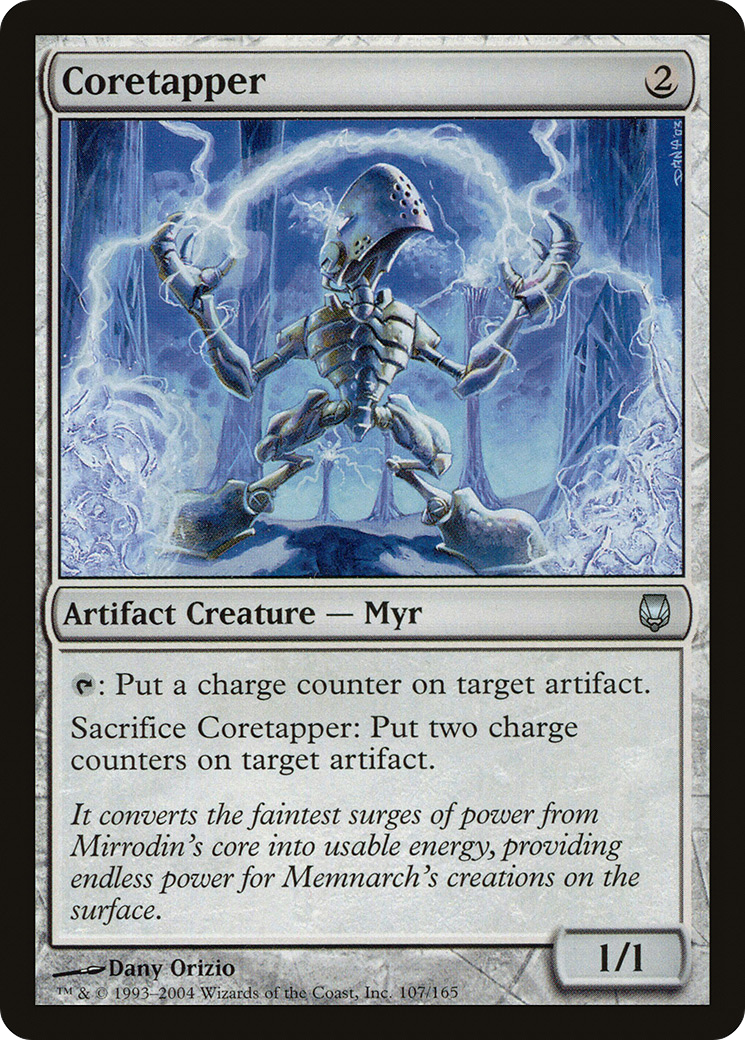 Coretapper
2
DANY '03
Artifact Creature — Myr
: Put a charge counter on target artifact.
Sacrifice Coretapper: Put two charge
counters on target artifact.
It converts the faintest surges of power from
Mirrodin's core into usable energy, providing
endless power for Memnarch's creations on the
surface.
1/1
Dany Orizio
™ & © 1993–2004 Wizards of the Coast, Inc. 107/165